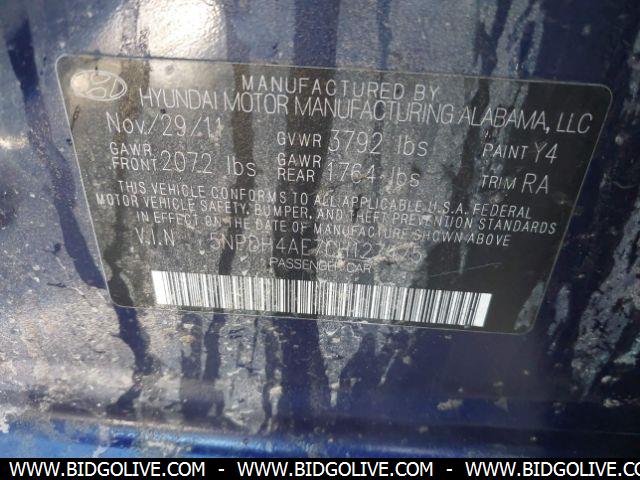 MANUFACTURED BY
HYUNDAI MOTOR MANUFACTURING ALABAMA, LLC
Nov/29/11 GVWR 3792 lbs PAINT Y4
GAWR FRONT 2072 lbs GAWR REAR 1764 lbs TRIM RA
THIS VEHICLE CONFORMS TO ALL APPLICABLE U.S.A. FEDERAL
MOTOR VEHICLE SAFETY, BUMPER, AND THEFT PREVENTION STANDARDS
IN EFFECT ON THE DATE OF MANUFACTURE SHOWN ABOVE.
V.I.N
PASSENGER CAR
WWW.BIDGOLIVE.COM - WWW.BIDGOLIVE.COM - WWW.BIDGOLIVE.COM